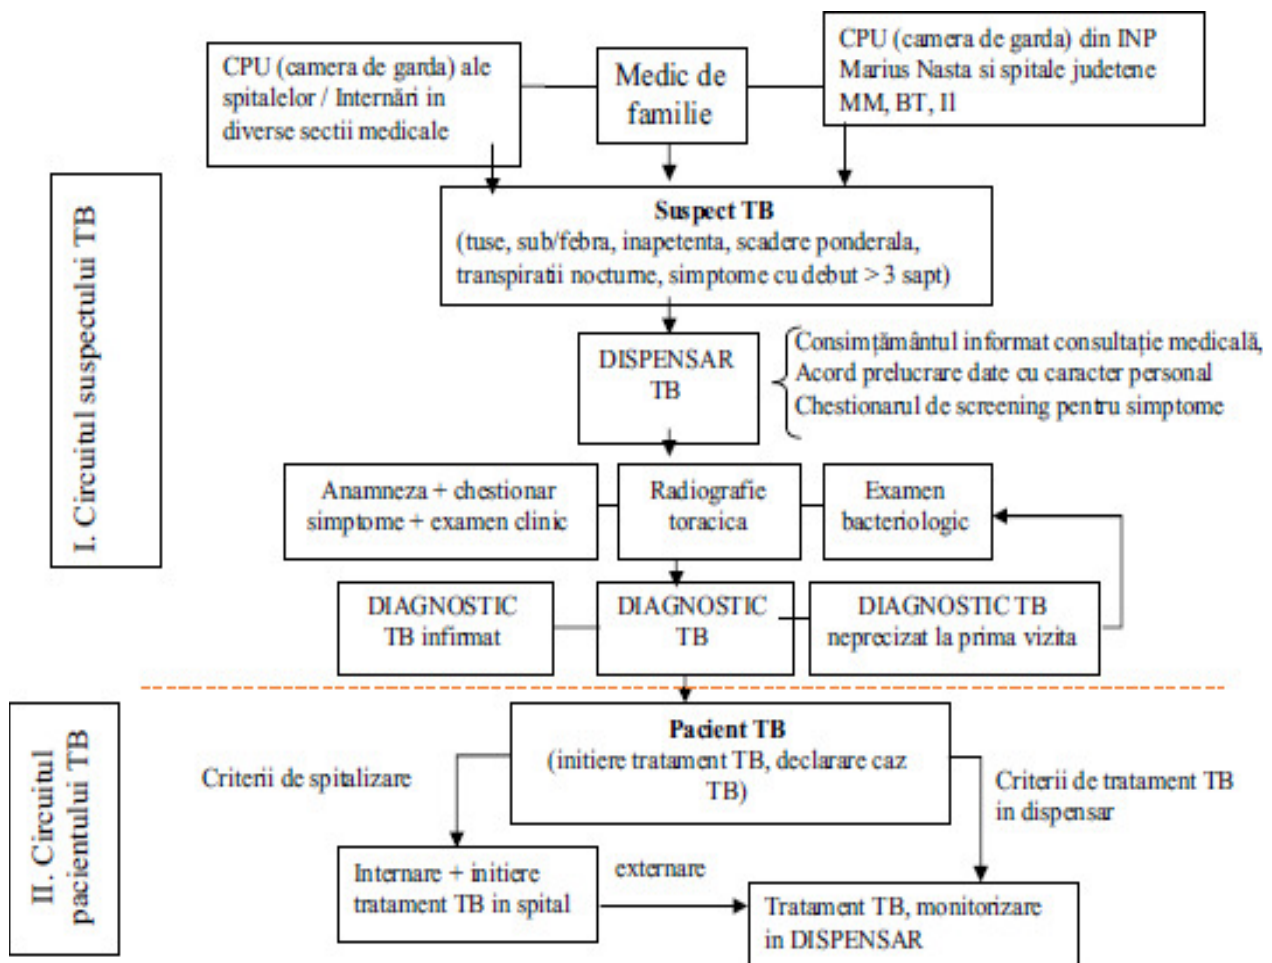 CPU (camera de garda) ale
spitalelor / Internări in
diverse sectii medicale
Medic de
familie
CPU (camera de garda) din INP
Marius Nasta si spitale judetene
MM, BT, Il
I. Circuitul suspectului TB
Suspect TB
(tuse, sub/febra, inapetenta, scadere ponderala,
transpiratii nocturne, simptome cu debut > 3 sapt)
DISPENSAR
TB
Consimțământul informat consultație medicală,
Acord prelucrare date cu caracter personal
Chestionarul de screening pentru simptome
Anamneza + chestionar
simptome + examen clinic
Radiografie
toracica
Examen
bacteriologic
DIAGNOSTIC
TB infirmat
DIAGNOSTIC
TB
DIAGNOSTIC TB
neprecizat la prima vizita
II. Circuitul
pacientului TB
Pacient TB
(initiere tratament TB, declarare caz
TB)
Criterii de spitalizare
Criterii de tratament TB
in dispensar
Internare + initiere
tratament TB in spital
externare
Tratament TB, monitorizare
in DISPENSAR